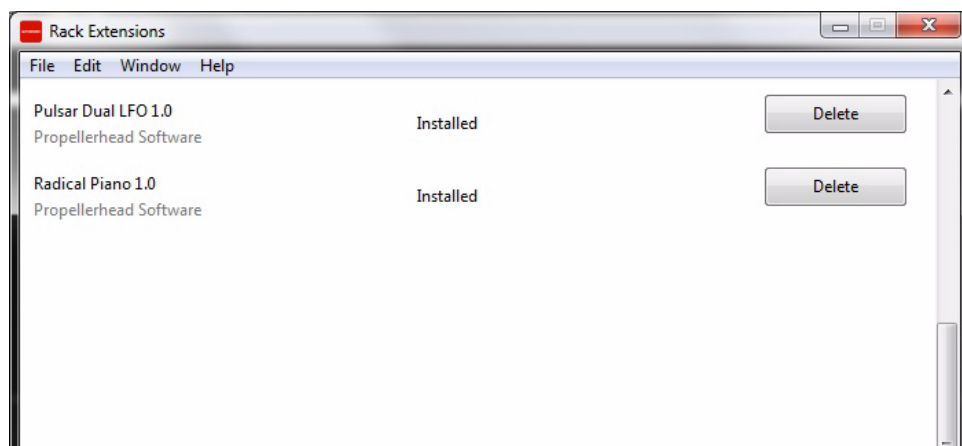 Rack Extensions
File Edit Window Help
Pulsar Dual LFO 1.0
Propellerhead Software
Installed
Delete
Radical Piano 1.0
Propellerhead Software
Installed
Delete